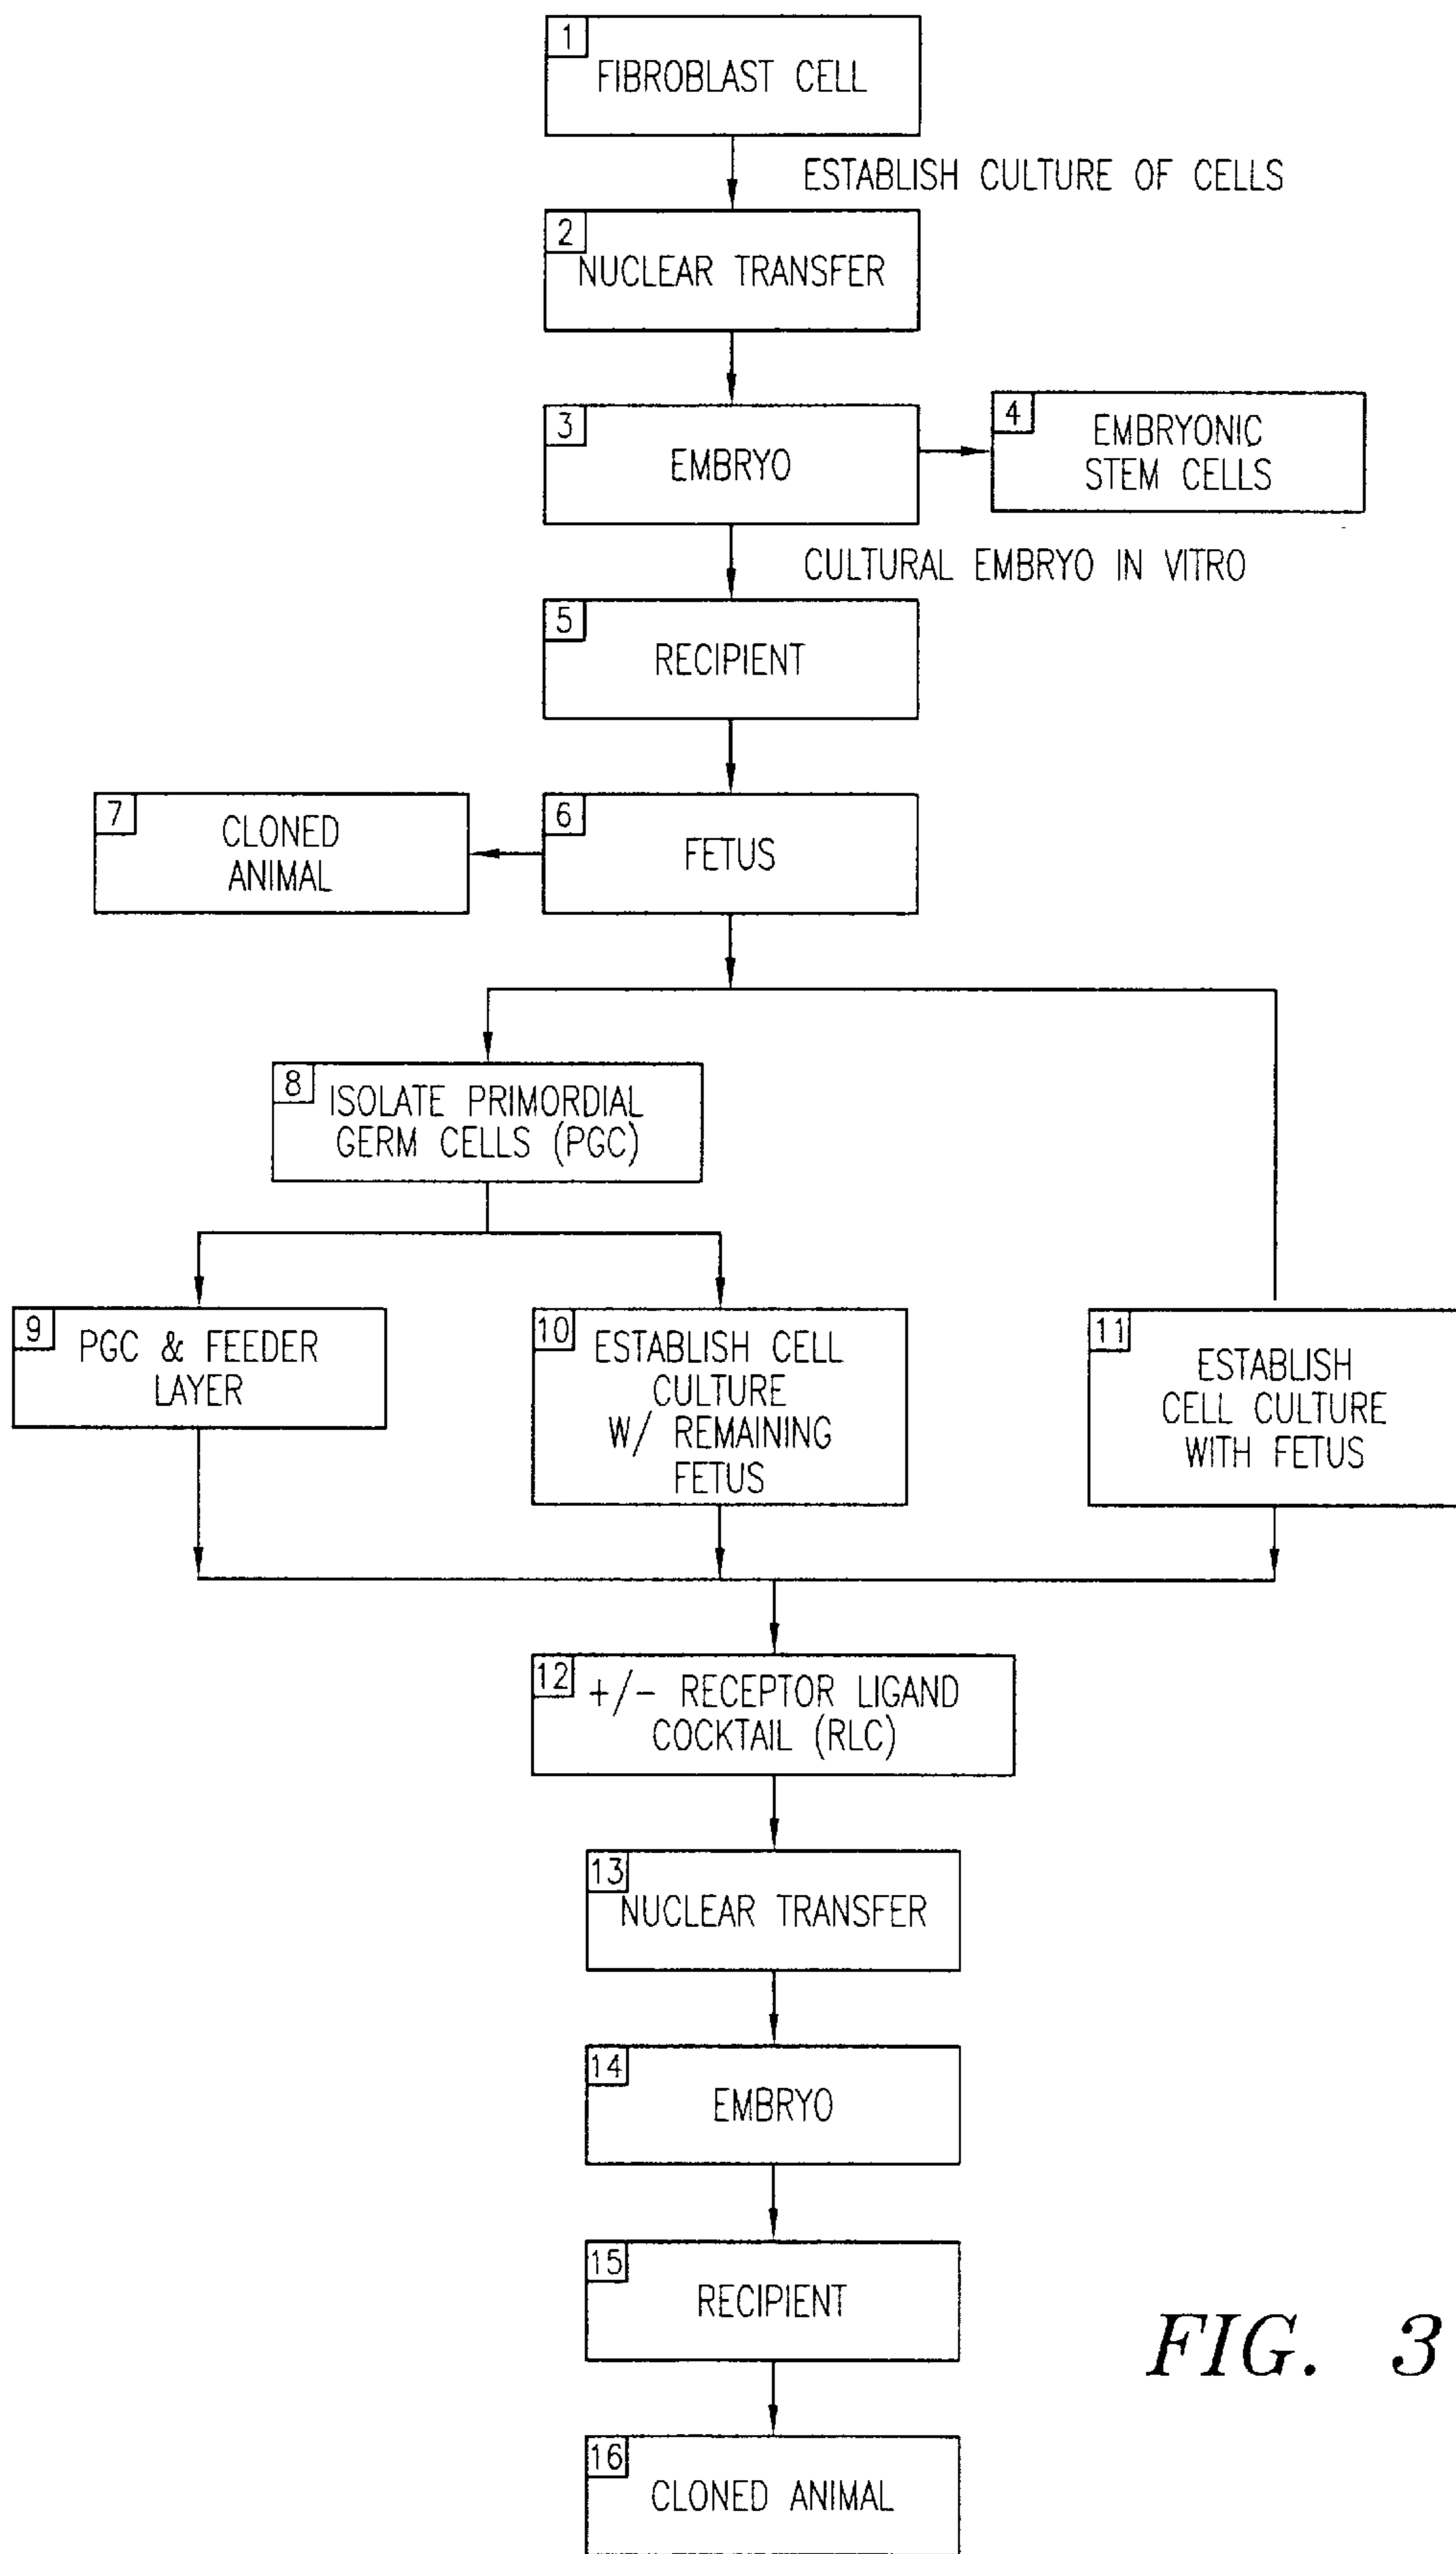 1
FIBROBLAST CELL
ESTABLISH CULTURE OF CELLS
2
NUCLEAR TRANSFER
3
EMBRYO
4
EMBRYONIC
STEM CELLS
CULTURAL EMBRYO IN VITRO
5
RECIPIENT
6
FETUS
7
CLONED
ANIMAL
8
ISOLATE PRIMORDIAL
GERM CELLS (PGC)
9
PGC & FEEDER
LAYER
10
ESTABLISH CELL
CULTURE
W/ REMAINING
FETUS
11
ESTABLISH
CELL CULTURE
WITH FETUS
12
+/- RECEPTOR LIGAND
COCKTAIL (RLC)
13
NUCLEAR TRANSFER
14
EMBRYO
15
RECIPIENT
16
CLONED ANIMAL
FIG. 3